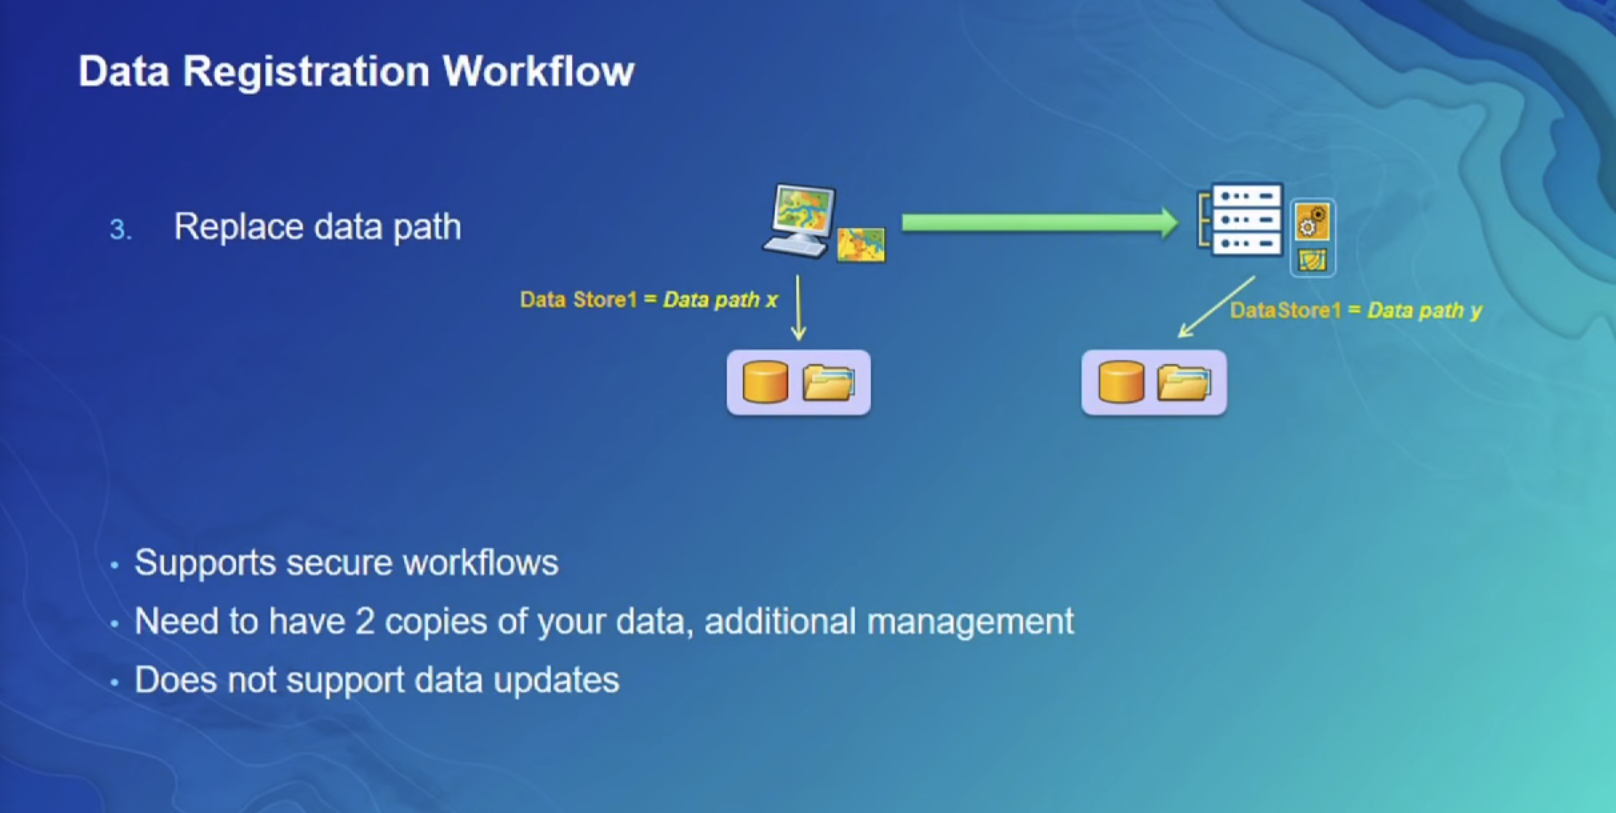 Data Registration Workflow
3. Replace data path
Data Store1 = Data path x
DataStore1 = Data path y
• Supports secure workflows
• Need to have 2 copies of your data, additional management
• Does not support data updates